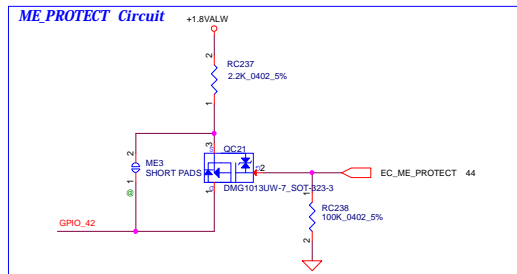 ME_PROTECT Circuit
+1.8VALW
2
RC237
2.2K_0402_5%
1
2
ME3
SHORT PADS
1
@
3
QC21
2
DMG1013UW-7_SOT-323-3
1
EC_ME_PROTECT 44
GPIO_42
1
RC238
100K_0402_5%
2